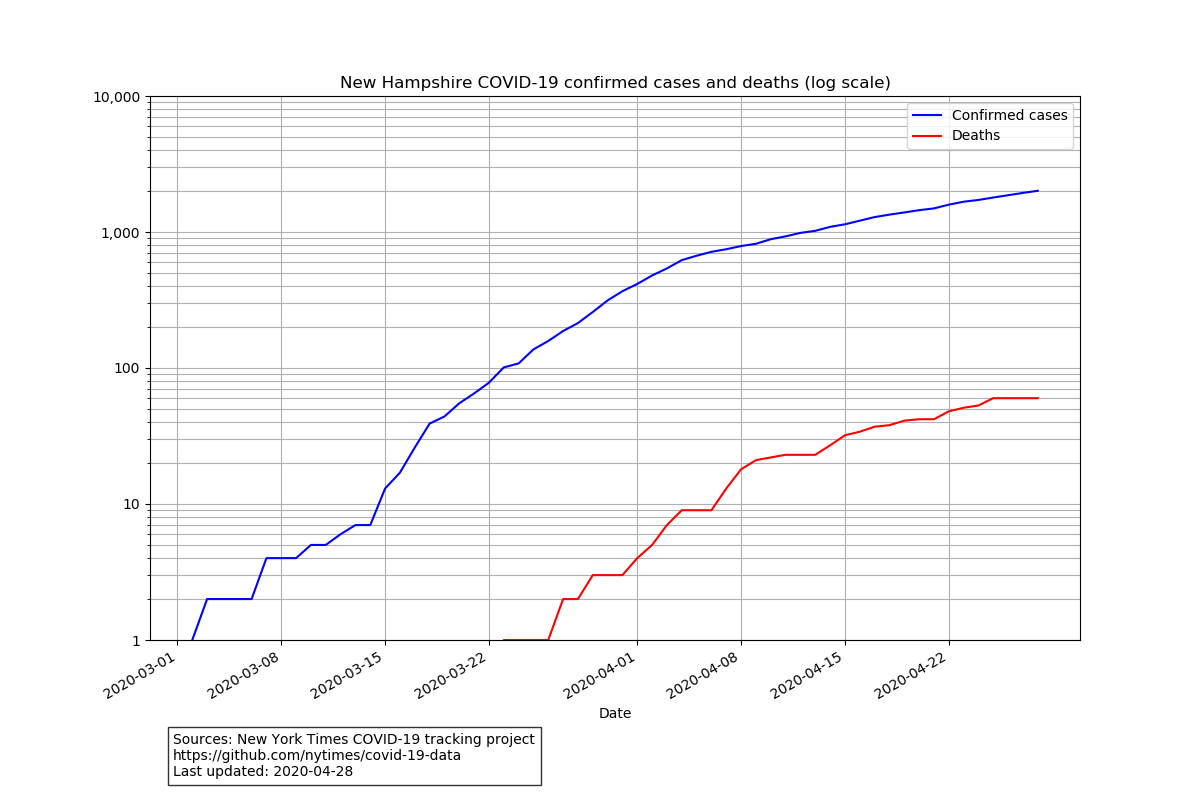 New Hampshire COVID-19 confirmed cases and deaths (log scale)
10,000
1,000
100
10
1
Confirmed cases
Deaths
2020-03-01
2020-03-08
2020-03-15
2020-03-22
2020-04-01
2020-04-08
2020-04-15
2020-04-22
Date
Sources: New York Times COVID-19 tracking project
https://github.com/nytimes/covid-19-data
Last updated: 2020-04-28